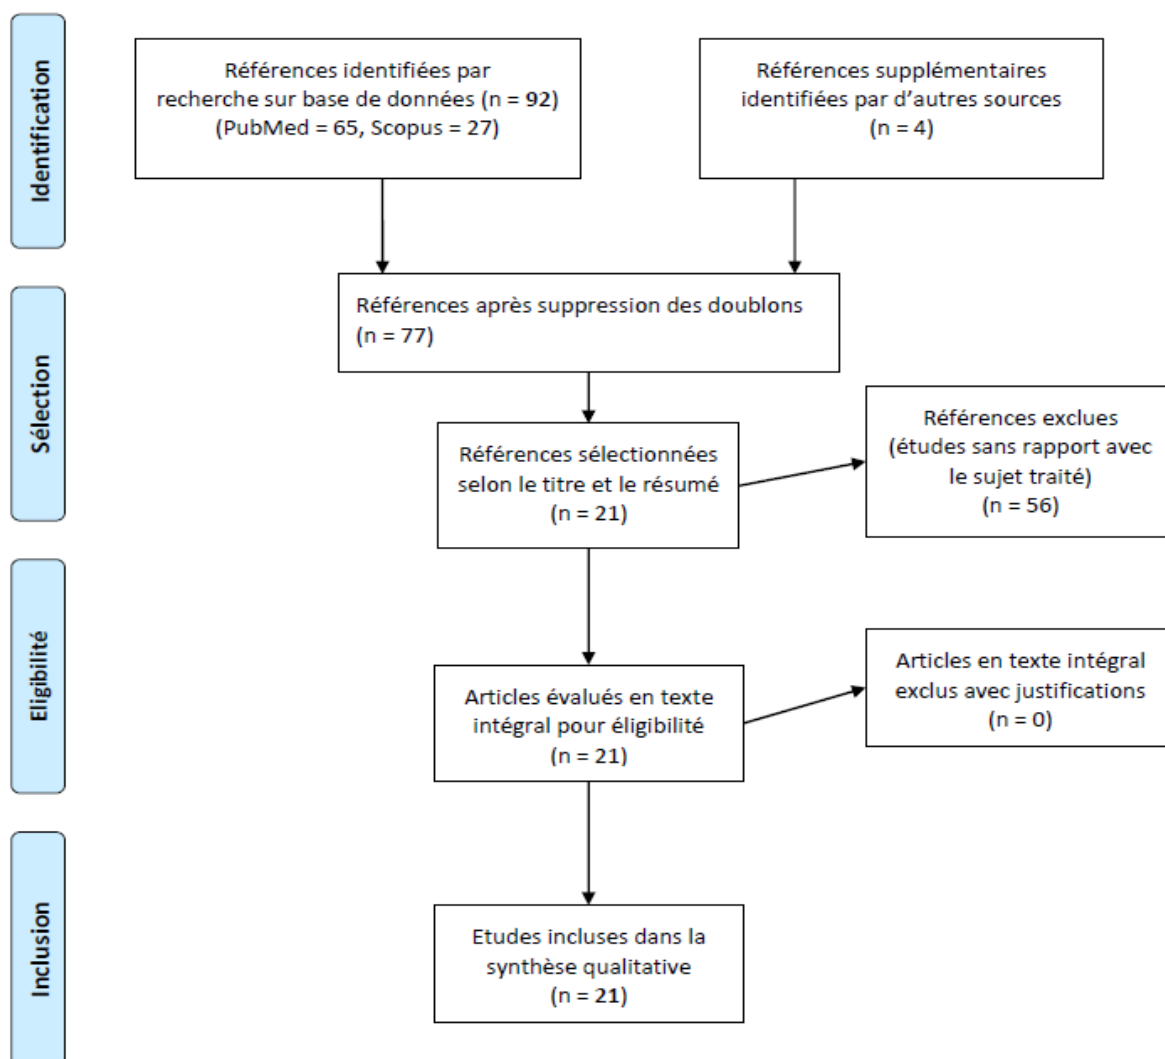 Identification
Références identifiées par
recherche sur base de données (n = 92)
(PubMed = 65, Scopus = 27)
Références supplémentaires
identifiées par d'autres sources
(n = 4)
Sélection
Références après suppression des doublons
(n = 77)
Références sélectionnées
selon le titre et le résumé
(n = 21)
Références exclues
(études sans rapport avec
le sujet traité)
(n = 56)
Eligibilité
Articles évalués en texte
intégral pour éligibilité
(n = 21)
Articles en texte intégral
exclus avec justifications
(n = 0)
Inclusion
Etudes incluses dans la
synthèse qualitative
(n = 21)